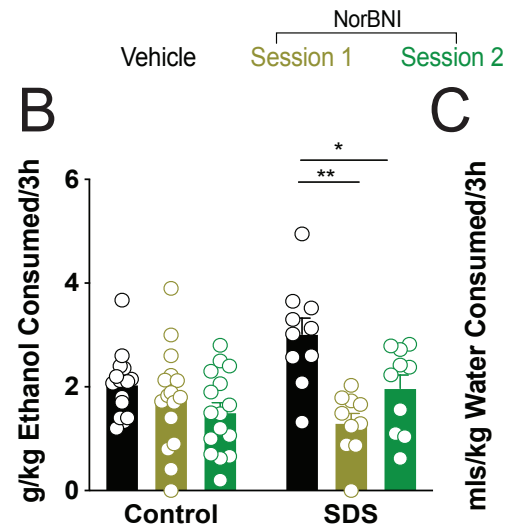 NorBNI
Vehicle Session 1 Session 2
B C
g/kg Ethanol Consumed/3h
6
4
2
0
*
**
Control SDS
mls/kg Water Consumed/3h